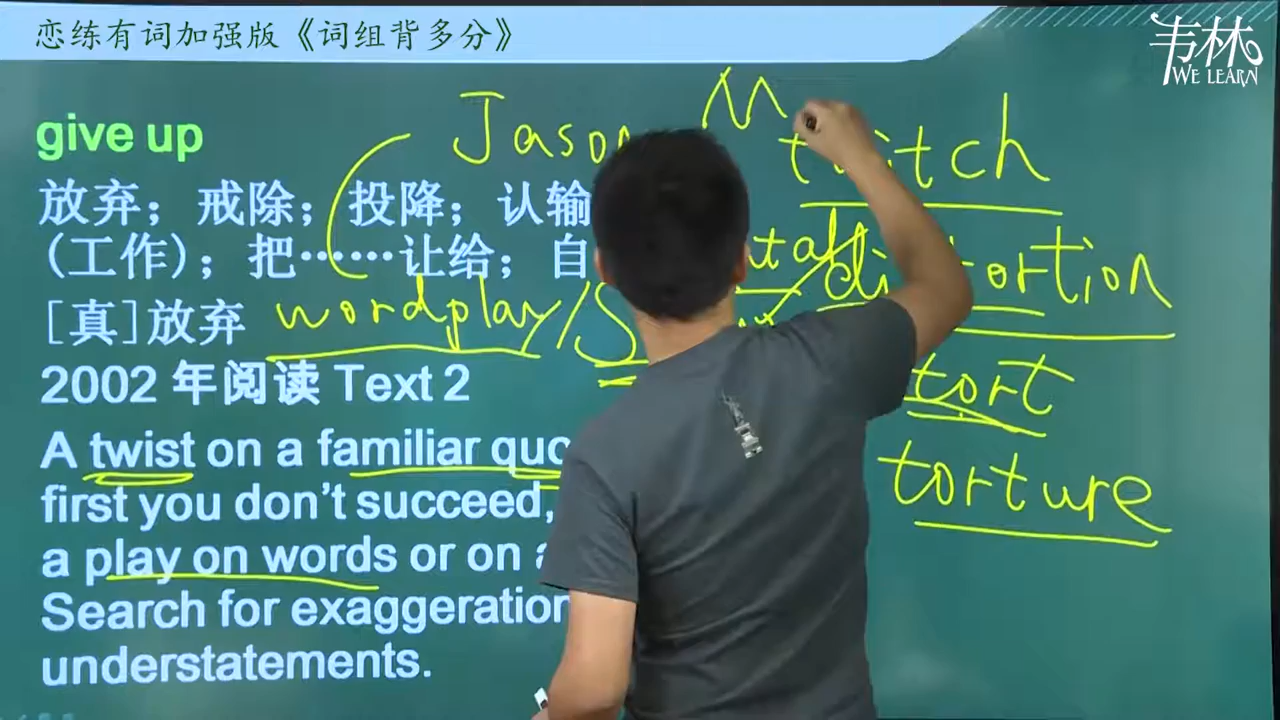 恋练有词加强版《词组背多分》
韦林
WE LEARN
give up
Jason
twitch
放弃；戒除；投降；认输
(工作)；把……让给；自
distortion
[真]放弃
wordplay/
2002 年阅读 Text 2
tort
A twist on a familiar quo
torture
first you don't succeed,
a play on words or on a
Search for exaggeration
understatements.